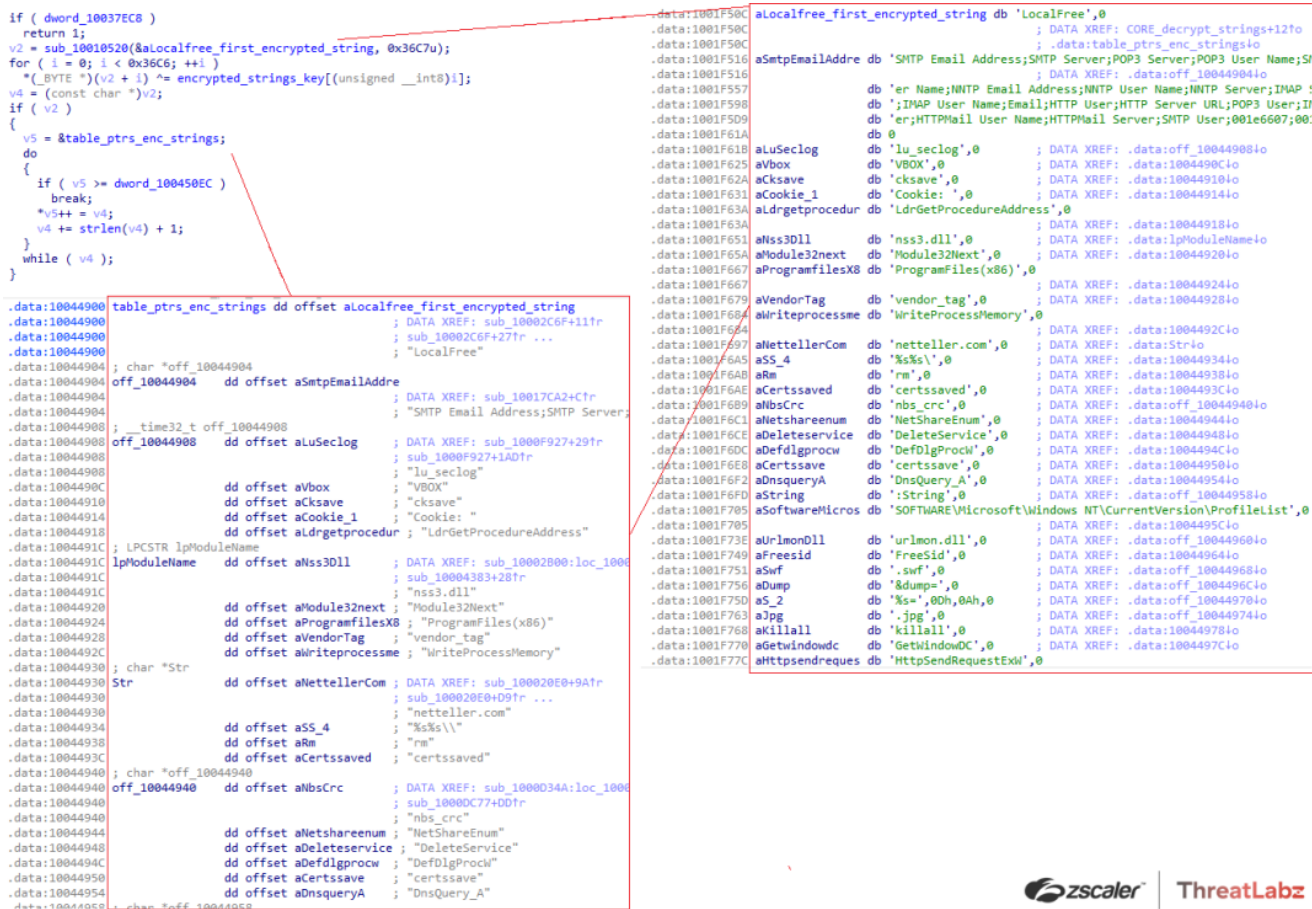 if ( dword_10037EC8 )
return 1;
v2 = sub_10010520(&aLocalfree_first_encrypted_string, 0x36C7u);
for ( i = 0; i < 0x36C6; ++i )
*(_BYTE *)(v2 + i) ^= encrypted_strings_key[(unsigned __int8)i];
v4 = (const char *)v2;
if ( v2 )
{
v5 = &table_ptrs_enc_strings;
do
{
if ( v5 >= dword_100450EC )
break;
*v5++ = v4;
v4 += strlen(v4) + 1;
}
while ( v4 );
}
.data:10044900 table_ptrs_enc_strings dd offset aLocalfree_first_encrypted_string
.data:10044900 ; DATA XREF: sub_10002C6F+11↑r
.data:10044900 ; sub_10002C6F+27↑r ...
.data:10044900 ; "LocalFree"
.data:10044904 ; char *off_10044904
.data:10044904 off_10044904 dd offset aSmtpEmailAddre
.data:10044904 ; DATA XREF: sub_10017CA2+C↑r
.data:10044904 ; "SMTP Email Address;SMTP Server;
.data:10044908 ; __time32_t off_10044908
.data:10044908 off_10044908 dd offset aLuSeclog ; DATA XREF: sub_1000F927+29↑r
.data:10044908 ; sub_1000F927+1AD↑r
.data:10044908 ; "lu_seclog"
.data:1004490C dd offset aVbox ; "VBOX"
.data:10044910 dd offset aCksave ; "cksave"
.data:10044914 dd offset aCookie_1 ; "Cookie: "
.data:10044918 dd offset aLdrgetprocedur ; "LdrGetProcedureAddress"
.data:1004491C ; LPCSTR lpModuleName
.data:1004491C lpModuleName dd offset aNss3Dll ; DATA XREF: sub_10002B00:loc_1000
.data:1004491C ; sub_10004383+28↑r
.data:1004491C ; "nss3.dll"
.data:10044920 dd offset aModule32next ; "Module32Next"
.data:10044924 dd offset aProgramfilesX8 ; "ProgramFiles(x86)"
.data:10044928 dd offset aVendorTag ; "vendor_tag"
.data:1004492C dd offset aWriteprocessme ; "WriteProcessMemory"
.data:10044930 ; char *Str
.data:10044930 Str dd offset aNettellerCom ; DATA XREF: sub_100020E0+9A↑r
.data:10044930 ; sub_100020E0+D9↑r ...
.data:10044930 ; "netteller.com"
.data:10044934 dd offset aSS_4 ; "%s%s\\"
.data:10044938 dd offset aRm ; "rm"
.data:1004493C dd offset aCertssaved ; "certssaved"
.data:10044940 ; char *off_10044940
.data:10044940 off_10044940 dd offset aNbsCrc ; DATA XREF: sub_1000D34A:loc_1000
.data:10044940 ; sub_1000DC77+DD↑r
.data:10044940 ; "nbs_crc"
.data:10044944 dd offset aNetshareenum ; "NetShareEnum"
.data:10044948 dd offset aDeleteservice ; "DeleteService"
.data:1004494C dd offset aDefdlgprocw ; "DefDlgProcW"
.data:10044950 dd offset aCertssave ; "certssave"
.data:10044954 dd offset aDnsqueryA ; "DnsQuery_A"
.data:10044958 ; char *off_10044958
.data:1001F50C aLocalfree_first_encrypted_string db 'LocalFree',0
.data:1001F50C ; DATA XREF: CORE_decrypt_strings+12↑o
.data:1001F50C ; .data:table_ptrs_enc_strings↓o
.data:1001F516 aSmtpEmailAddre db 'SMTP Email Address;SMTP Server;POP3 Server;POP3 User Name;SM
.data:1001F516 ; DATA XREF: .data:off_10044904↓o
.data:1001F557 db 'er Name;NNTP Email Address;NNTP User Name;NNTP Server;IMAP S
.data:1001F598 db ';IMAP User Name;Email;HTTP User;HTTP Server URL;POP3 User;IM
.data:1001F5D9 db 'er;HTTPMail User Name;HTTPMail Server;SMTP User;001e6607;001
.data:1001F61A db 0
.data:1001F61B aLuSeclog db 'lu_seclog',0 ; DATA XREF: .data:off_10044908↓o
.data:1001F625 aVbox db 'VBOX',0 ; DATA XREF: .data:1004490C↓o
.data:1001F62A aCksave db 'cksave',0 ; DATA XREF: .data:10044910↓o
.data:1001F631 aCookie_1 db 'Cookie: ',0 ; DATA XREF: .data:10044914↓o
.data:1001F63A aLdrgetprocedur db 'LdrGetProcedureAddress',0
.data:1001F63A ; DATA XREF: .data:10044918↓o
.data:1001F651 aNss3Dll db 'nss3.dll',0 ; DATA XREF: .data:lpModuleName↓o
.data:1001F65A aModule32next db 'Module32Next',0 ; DATA XREF: .data:10044920↓o
.data:1001F667 aProgramfilesX8 db 'ProgramFiles(x86)',0
.data:1001F667 ; DATA XREF: .data:10044924↓o
.data:1001F679 aVendorTag db 'vendor_tag',0 ; DATA XREF: .data:10044928↓o
.data:1001F684 aWriteprocessme db 'WriteProcessMemory',0
.data:1001F684 ; DATA XREF: .data:1004492C↓o
.data:1001F697 aNettellerCom db 'netteller.com',0 ; DATA XREF: .data:Str↓o
.data:1001F6A5 aSS_4 db '%s%s\',0 ; DATA XREF: .data:10044934↓o
.data:1001F6AB aRm db 'rm',0 ; DATA XREF: .data:10044938↓o
.data:1001F6AE aCertssaved db 'certssaved',0 ; DATA XREF: .data:1004493C↓o
.data:1001F6B9 aNbsCrc db 'nbs_crc',0 ; DATA XREF: .data:off_10044940↓o
.data:1001F6C1 aNetshareenum db 'NetShareEnum',0 ; DATA XREF: .data:10044944↓o
.data:1001F6CE aDeleteservice db 'DeleteService',0 ; DATA XREF: .data:10044948↓o
.data:1001F6DC aDefdlgprocw db 'DefDlgProcW',0 ; DATA XREF: .data:1004494C↓o
.data:1001F6E8 aCertssave db 'certssave',0 ; DATA XREF: .data:10044950↓o
.data:1001F6F2 aDnsqueryA db 'DnsQuery_A',0 ; DATA XREF: .data:10044954↓o
.data:1001F6FD aString db ':String',0 ; DATA XREF: .data:off_10044958↓o
.data:1001F705 aSoftwareMicros db 'SOFTWARE\Microsoft\Windows NT\CurrentVersion\ProfileList',0
.data:1001F705 ; DATA XREF: .data:1004495C↓o
.data:1001F73E aUrlmonDll db 'urlmon.dll',0 ; DATA XREF: .data:off_10044960↓o
.data:1001F749 aFreesid db 'FreeSid',0 ; DATA XREF: .data:10044964↓o
.data:1001F751 aSwf db '.swf',0 ; DATA XREF: .data:off_10044968↓o
.data:1001F756 aDump db '&dump=',0 ; DATA XREF: .data:off_1004496C↓o
.data:1001F75D aS_2 db '%s=',0Dh,0Ah,0 ; DATA XREF: .data:off_10044970↓o
.data:1001F763 aJpg db '.jpg',0 ; DATA XREF: .data:off_10044974↓o
.data:1001F768 aKillall db 'killall',0 ; DATA XREF: .data:10044978↓o
.data:1001F770 aGetwindowdc db 'GetWindowDC',0 ; DATA XREF: .data:1004497C↓o
.data:1001F77C aHttpsendreques db 'HttpSendRequestExW',0
zscaler
ThreatLabz